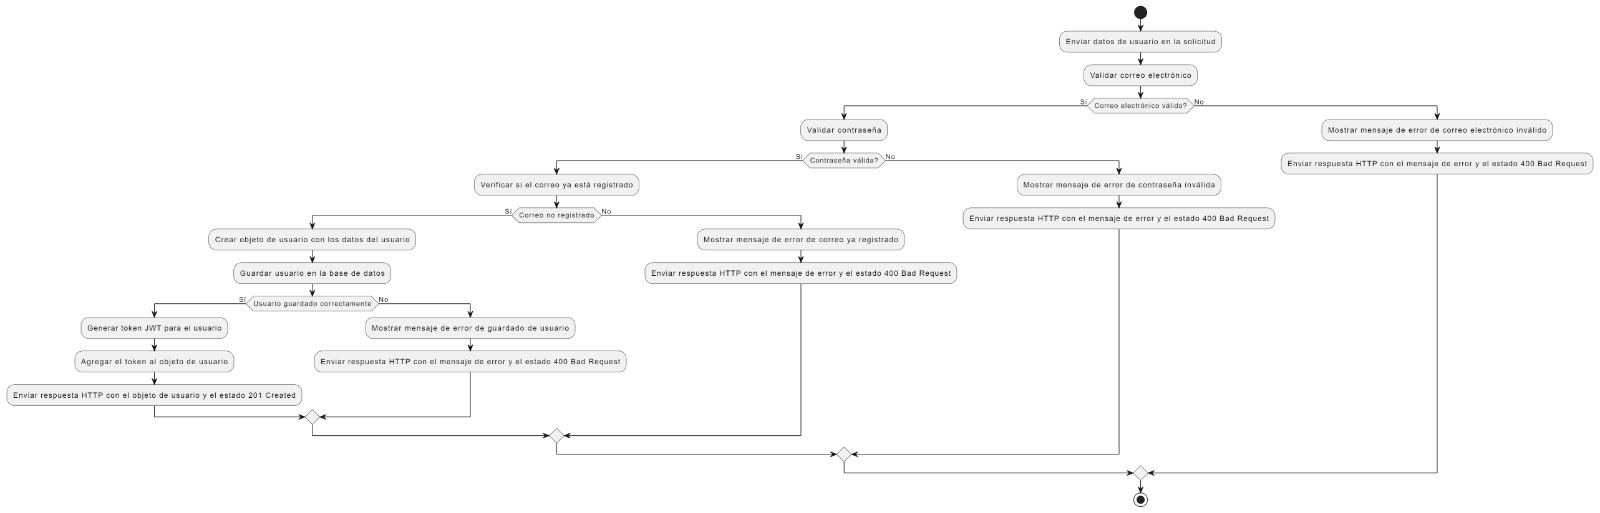 Enviar datos de usuario en la solicitud
Validar correo electrónico
Sí
Correo electrónico válido?
No
Validar contraseña
Mostrar mensaje de error de correo electrónico inválido
Sí
Contraseña válida?
No
Enviar respuesta HTTP con el mensaje de error y el estado 400 Bad Request
Verificar si el correo ya está registrado
Mostrar mensaje de error de contraseña inválida
Sí
Correo no registrado
No
Enviar respuesta HTTP con el mensaje de error y el estado 400 Bad Request
Crear objeto de usuario con los datos del usuario
Mostrar mensaje de error de correo ya registrado
Guardar usuario en la base de datos
Enviar respuesta HTTP con el mensaje de error y el estado 400 Bad Request
Sí
Usuario guardado correctamente
No
Generar token JWT para el usuario
Mostrar mensaje de error de guardado de usuario
Agregar el token al objeto de usuario
Enviar respuesta HTTP con el mensaje de error y el estado 400 Bad Request
Enviar respuesta HTTP con el objeto de usuario y el estado 201 Created